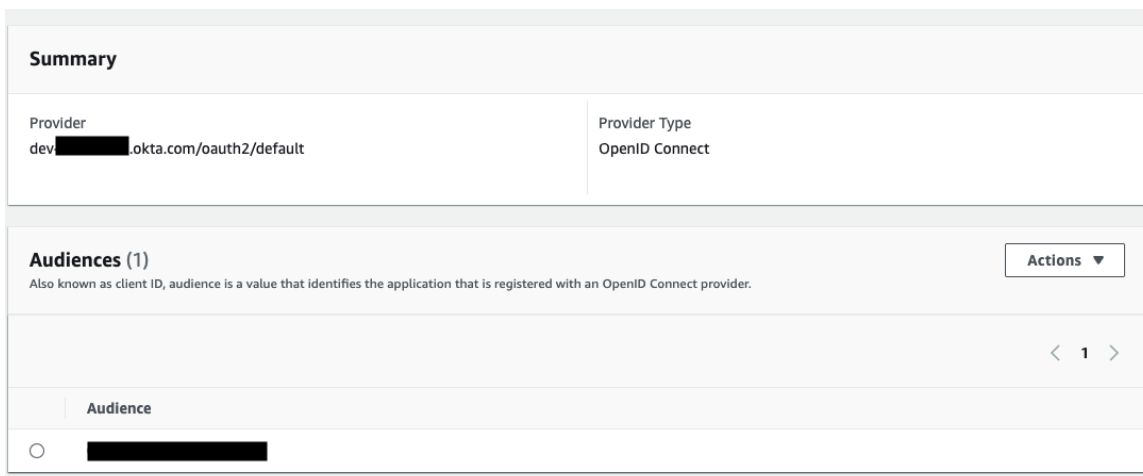 Summary
Provider
Provider Type
dev-.okta.com/oauth2/default
OpenID Connect
Audiences (1)
Actions ▼
Also known as client ID, audience is a value that identifies the application that is registered with an OpenID Connect provider.
< 1 >
Audience